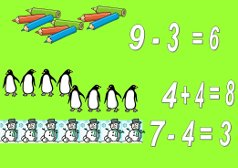 9 - 3 = 6
4 + 4 = 8
7 - 4 = 3